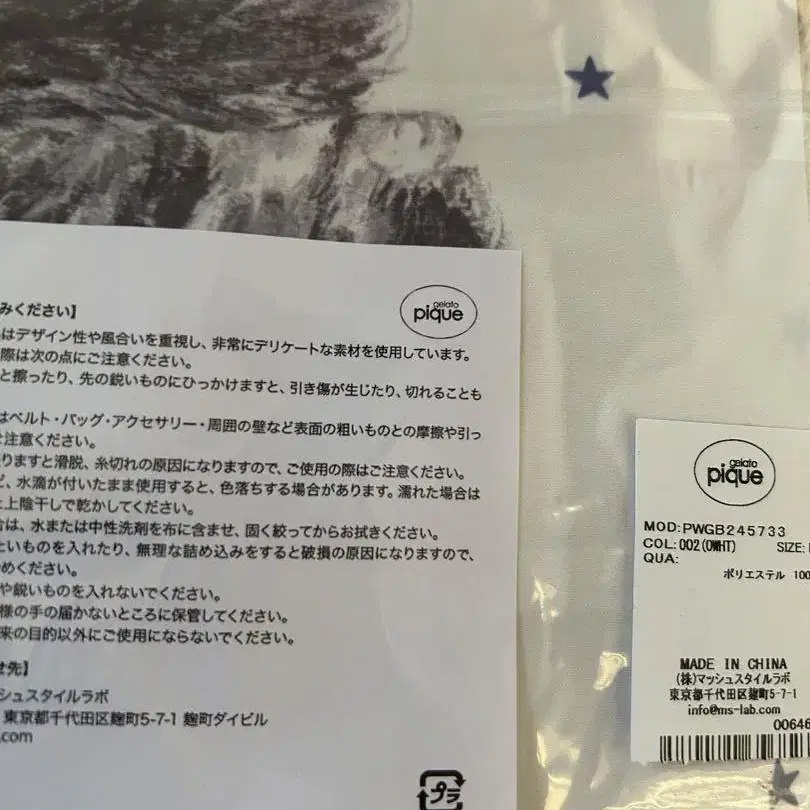 gelato
pique
みください】
はデザイン性や風合いを重視し、非常にデリケートな素材を使用しています。
際は次の点にご注意ください。
と擦ったり、先の鋭いものにひっかけますと、引き傷が生じたり、切れることも
はベルト・バッグ・アクセサリー・周囲の壁など表面の粗いものとの摩擦や引っ
注意ください。
りますと滑脱、糸切れの原因になりますので、ご使用の際はご注意ください。
、水滴が付いたまま使用すると、色落ちする場合があります。濡れた場合は
上陰干しで乾かしてください。
合は、水または中性洗剤を布に含ませ、固く絞ってからお拭きください。
いものを入れたり、無理な詰め込みをすると破損の原因になりますので、
めください。
や鋭いものを入れないでください。
様の手の届かないところに保管してください。
来の目的以外にご使用にならないでください。
せ先】
ッシュスタイルラボ
東京都千代田区麹町5-7-1 麹町ダイビル
.com
プラ
gelato
pique
MOD:PWGB245733
COL:002(OWHT) SIZE:
QUA:
ポリエステル 100
MADE IN CHINA
(株)マッシュスタイルラボ
東京都千代田区麹町5-7-1
info@ms-lab.com
00646